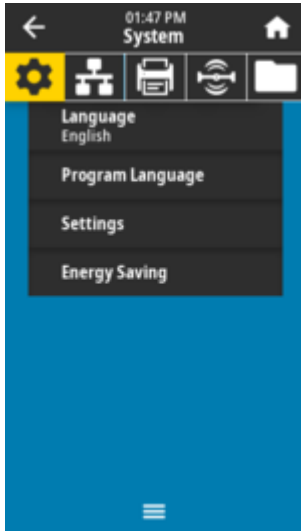 01:47 PM
System
Language
English
Program Language
Settings
Energy Saving